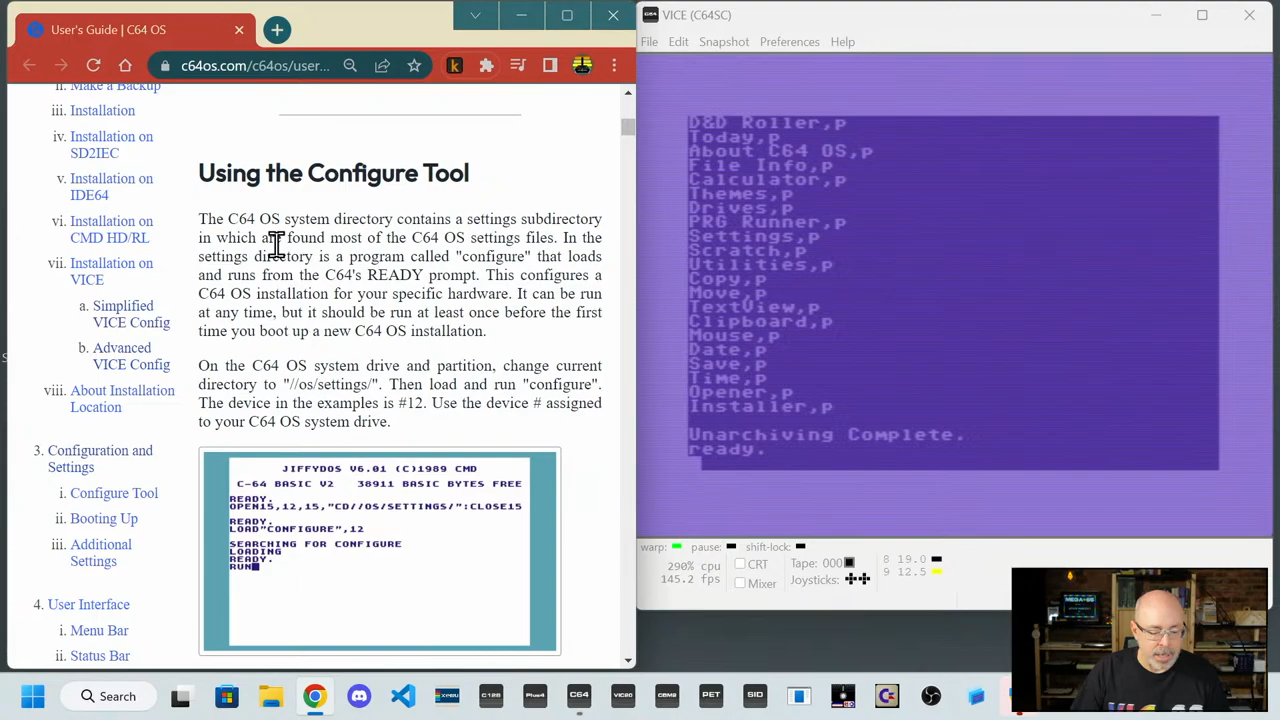 User's Guide | C64 OS
c64os.com/c64os/user...
ii. Make a Backup
iii. Installation
iv. Installation on
SD2IEC
v. Installation on
IDE64
vi. Installation on
CMD HD/RL
vii. Installation on
VICE
a. Simplified
VICE Config
b. Advanced
VICE Config
viii. About Installation
Location
3. Configuration and
Settings
i. Configure Tool
ii. Booting Up
iii. Additional
Settings
4. User Interface
i. Menu Bar
ii. Status Bar
Using the Configure Tool
The C64 OS system directory contains a settings subdirectory
in which are found most of the C64 OS settings files. In the
settings directory is a program called "configure" that loads
and runs from the C64's READY prompt. This configures a
C64 OS installation for your specific hardware. It can be run
at any time, but it should be run at least once before the first
time you boot up a new C64 OS installation.
On the C64 OS system drive and partition, change current
directory to "//os/settings/". Then load and run "configure".
The device in the examples is #12. Use the device # assigned
to your C64 OS system drive.
JIFFYDOS V6.01 (C)1989 CMD
C-64 BASIC V2 38911 BASIC BYTES FREE
READY.
OPEN15,12,15,"CD//OS/SETTINGS/":CLOSE15
READY.
LOAD"CONFIGURE",12
SEARCHING FOR CONFIGURE
LOADING
READY.
RUN
C64 VICE (C64SC)
File Edit Snapshot Preferences Help
D&D Roller,p
Today,p
About C64 OS,p
File Info,p
Calculator,p
Themes,p
Drives,p
PRG Runner,p
Settings,p
Scratch,p
Utilities,p
Copy,p
Move,p
TextView,p
Clipboard,p
Mouse,p
Date,p
Save,p
Time,p
Opener,p
Installer,p
Unarchiving Complete.
ready.
warp: pause: shift-lock:
290% cpu
145.2 fps
CRT
Mixer
Tape: 000
Joysticks:
8 19.0
9 12.5
MEGA-65
Search
XMBU
C128
Plus4
C64
VIC20
CBM2
PET
SID